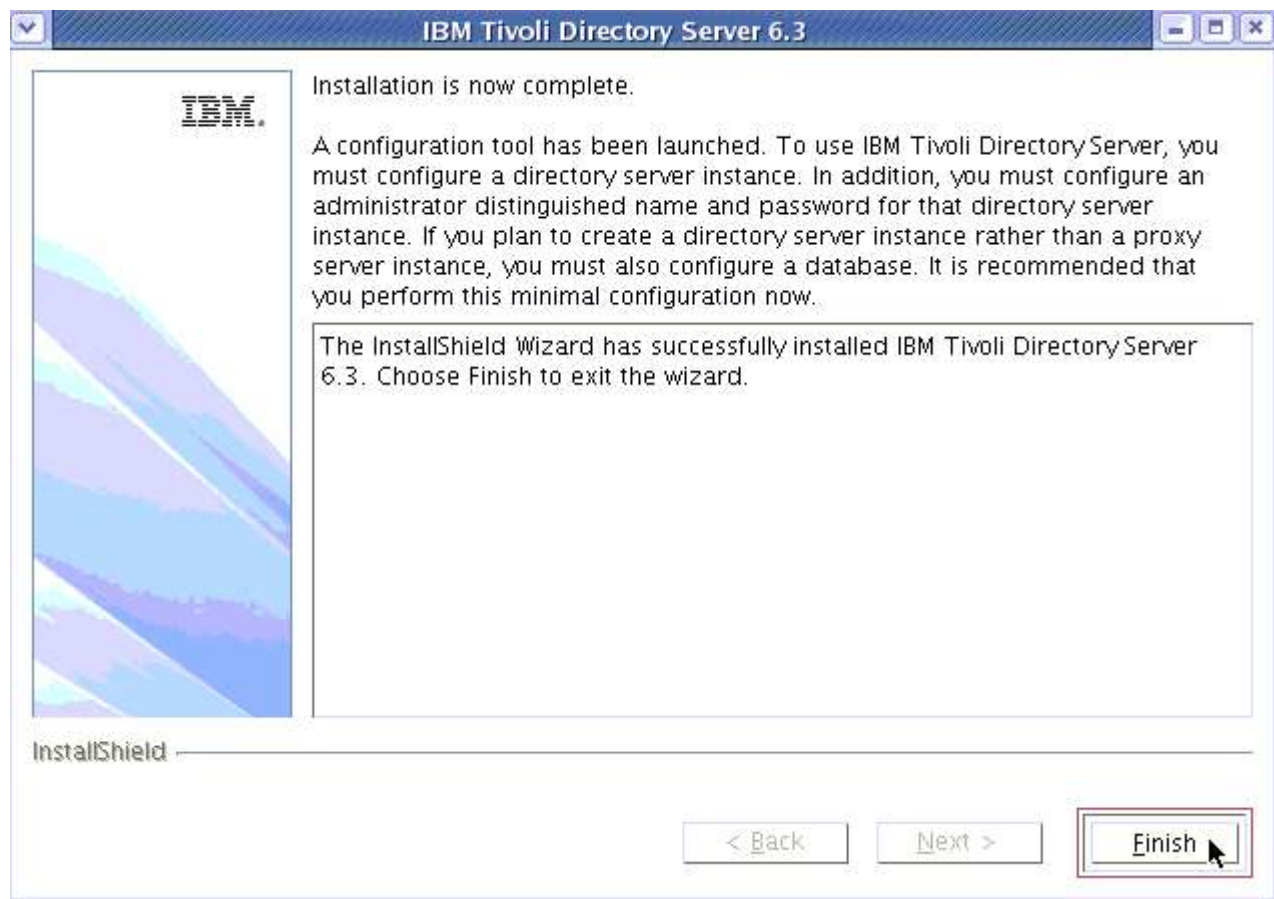 IBM Tivoli Directory Server 6.3
IBM.
Installation is now complete.
A configuration tool has been launched. To use IBM Tivoli Directory Server, you
must configure a directory server instance. In addition, you must configure an
administrator distinguished name and password for that directory server
instance. If you plan to create a directory server instance rather than a proxy
server instance, you must also configure a database. It is recommended that
you perform this minimal configuration now.
The InstallShield Wizard has successfully installed IBM Tivoli Directory Server
6.3. Choose Finish to exit the wizard.
InstallShield
< Back
Next >
Finish